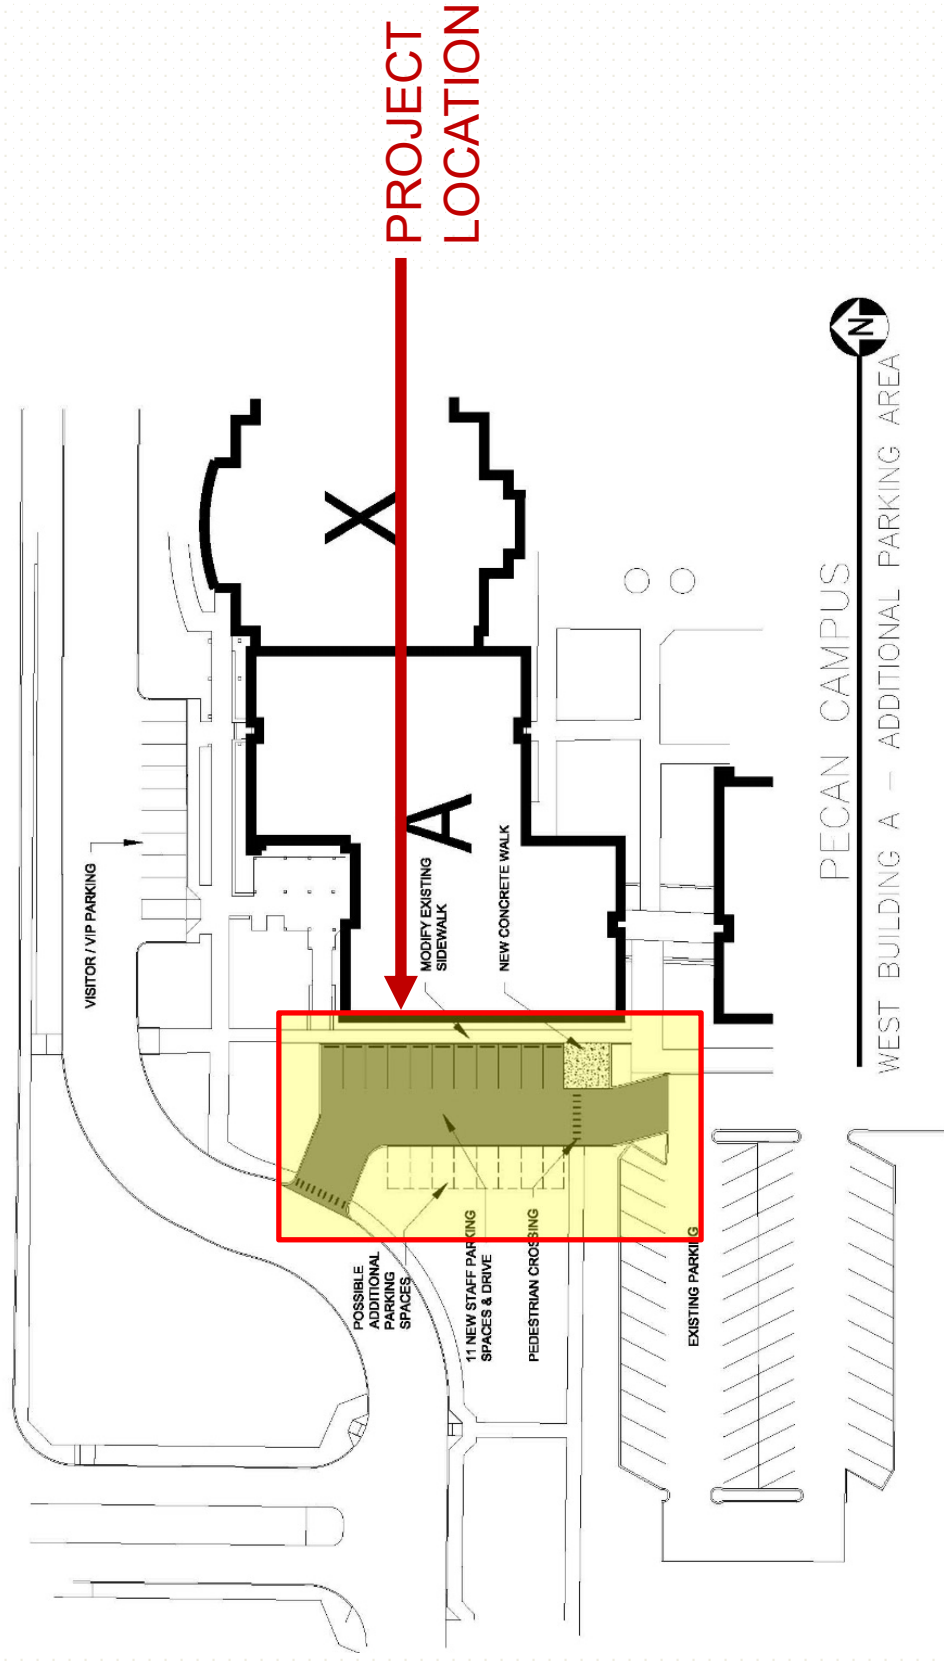 PROJECT
LOCATION
VISITOR / VIP PARKING
X
A
MODIFY EXISTING
SIDEWALK
NEW CONCRETE WALK
POSSIBLE
ADDITIONAL
PARKING
SPACES
11 NEW STAFF PARKING
SPACES & DRIVE
PEDESTRIAN CROSSING
EXISTING PARKING
N
PECAN CAMPUS
WEST BUILDING A - ADDITIONAL PARKING AREA